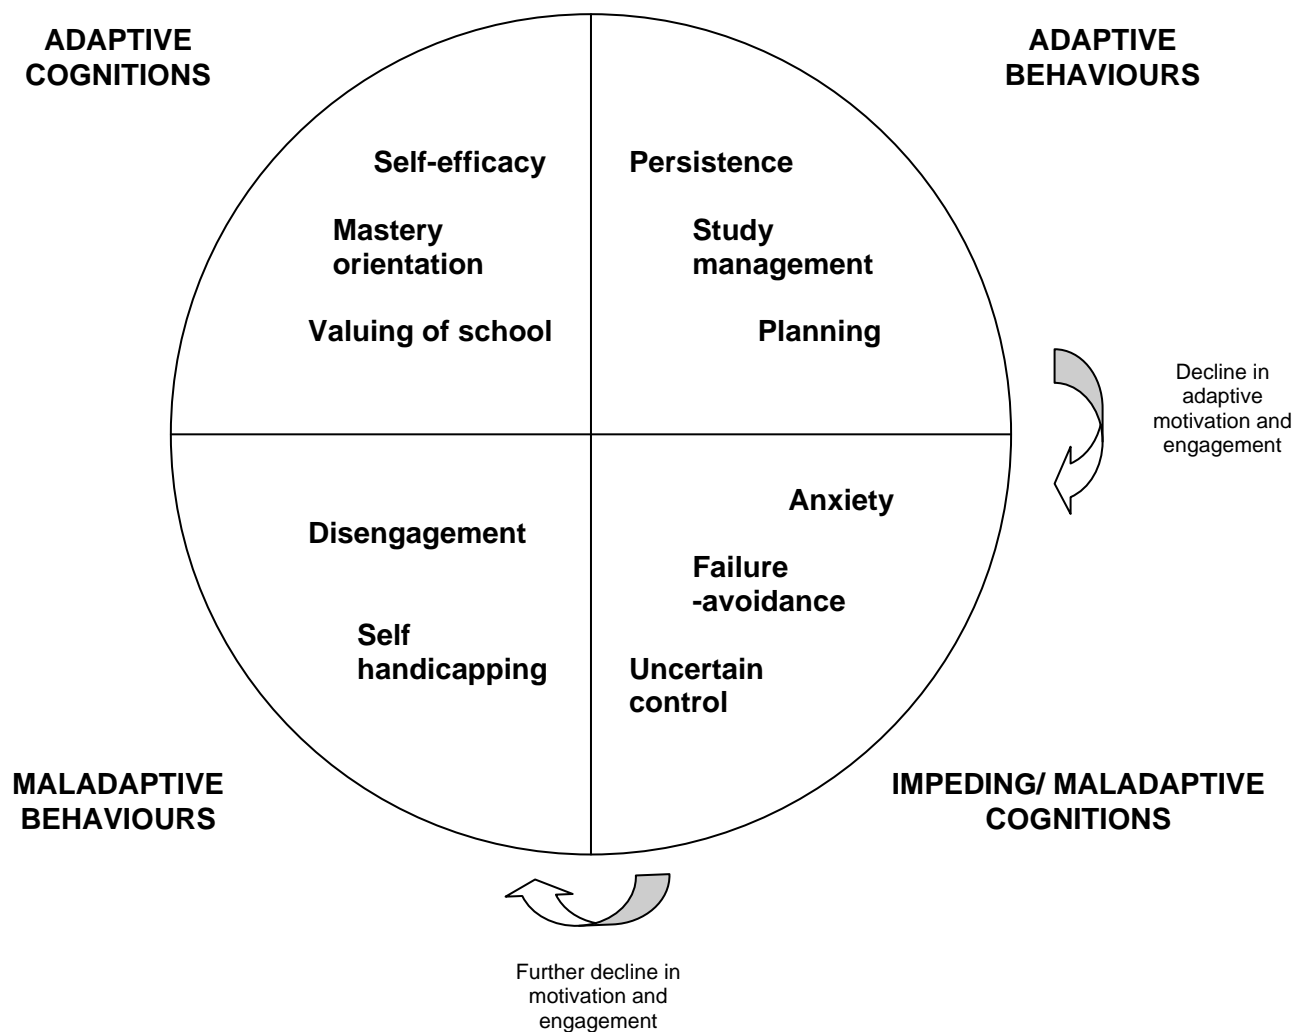 ADAPTIVE
COGNITIONS
ADAPTIVE
BEHAVIOURS
Self-efficacy
Mastery
orientation
Valuing of school
Persistence
Study
management
Planning
Decline in
adaptive
motivation and
engagement
Disengagement
Self
handicapping
Anxiety
Failure
-avoidance
Uncertain
control
MALADAPTIVE
BEHAVIOURS
IMPEDING/ MALADAPTIVE
COGNITIONS
Further decline in
motivation and
engagement